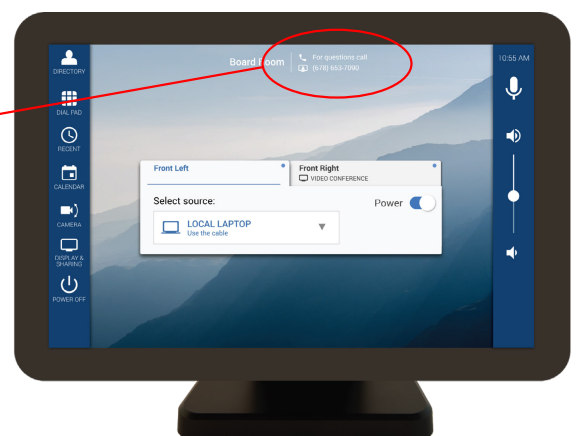 DIRECTORY
DIAL PAD
RECENT
CALENDAR
CAMERA
DISPLAY &
SHARING
POWER OFF
Board Room
For questions call
(678) 653-7090
10:55 AM
Front Left
Front Right
VIDEO CONFERENCE
Select source:
Power
LOCAL LAPTOP
Use the cable